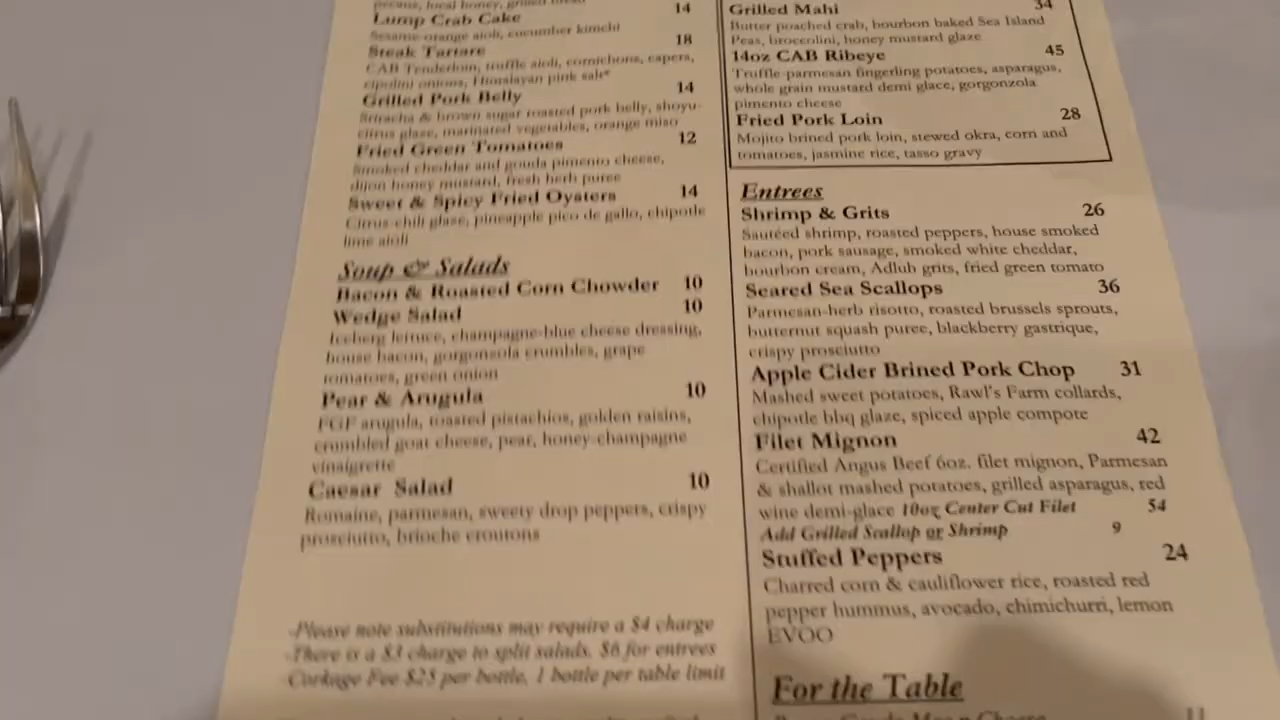 pecans, local honey, grilled bread
Lump Crab Cake 14
Sesame-orange aioli, cucumber kimchi
Steak Tartare 18
CAB Tenderloin, truffle aioli, cornichons, capers,
cipolini onions, Himalayan pink salt*
Grilled Pork Belly 14
Sriracha & brown sugar roasted pork belly, shoyu-
citrus glaze, marinated vegetables, orange miso
Fried Green Tomatoes 12
Smoked cheddar and gouda pimento cheese,
dijon honey mustard, fresh herb puree
Sweet & Spicy Fried Oysters 14
Citrus-chili glaze, pineapple pico de gallo, chipotle
lime aioli
Soup & Salads
Bacon & Roasted Corn Chowder 10
Wedge Salad 10
Iceberg lettuce, champagne-blue cheese dressing,
house bacon, gorgonzola crumbles, grape
tomatoes, green onion
Pear & Arugula 10
FGF arugula, toasted pistachios, golden raisins,
crumbled goat cheese, pear, honey-champagne
vinaigrette
Caesar Salad 10
Romaine, parmesan, sweety drop peppers, crispy
prosciutto, brioche croutons
-Please note substitutions may require a $4 charge
-There is a $3 charge to split salads, $6 for entrees
-Corkage Fee $25 per bottle, 1 bottle per table limit
Grilled Mahi 34
Butter poached crab, bourbon baked Sea Island
Peas, broccolini, honey mustard glaze
14oz CAB Ribeye 45
Truffle-parmesan fingerling potatoes, asparagus,
whole grain mustard demi glace, gorgonzola
pimento cheese
Fried Pork Loin 28
Mojito brined pork loin, stewed okra, corn and
tomatoes, jasmine rice, tasso gravy
Entrees
Shrimp & Grits 26
Sautéed shrimp, roasted peppers, house smoked
bacon, pork sausage, smoked white cheddar,
bourbon cream, Adluh grits, fried green tomato
Seared Sea Scallops 36
Parmesan-herb risotto, roasted brussels sprouts,
butternut squash puree, blackberry gastrique,
crispy prosciutto
Apple Cider Brined Pork Chop 31
Mashed sweet potatoes, Rawl's Farm collards,
chipotle bbq glaze, spiced apple compote
Filet Mignon 42
Certified Angus Beef 6oz. filet mignon, Parmesan
& shallot mashed potatoes, grilled asparagus, red
wine demi-glace 10oz Center Cut Filet 54
Add Grilled Scallop or Shrimp 9
Stuffed Peppers 24
Charred corn & cauliflower rice, roasted red
pepper hummus, avocado, chimichurri, lemon
EVOO
For the Table
11